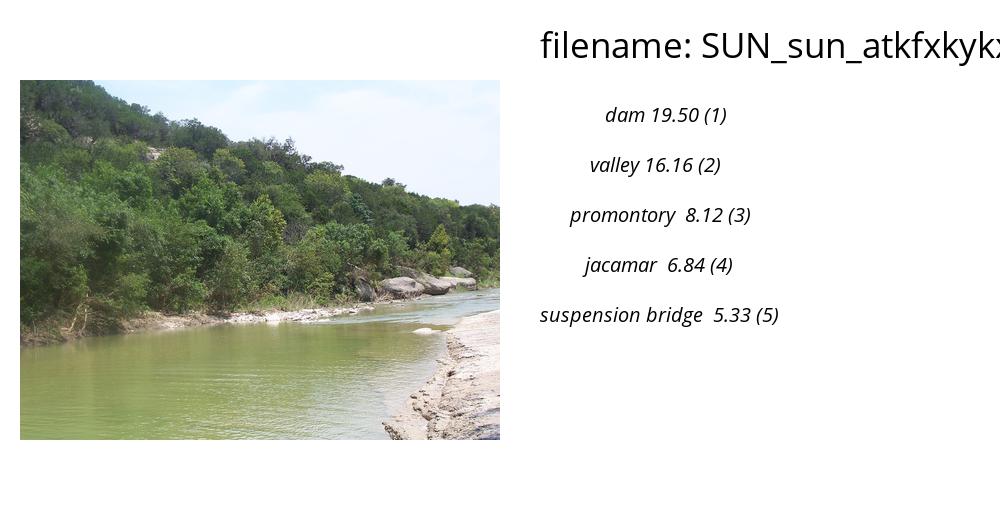 filename: SUN_sun_atkfxkykx
dam 19.50 (1)
valley 16.16 (2)
promontory 8.12 (3)
jacamar 6.84 (4)
suspension bridge 5.33 (5)